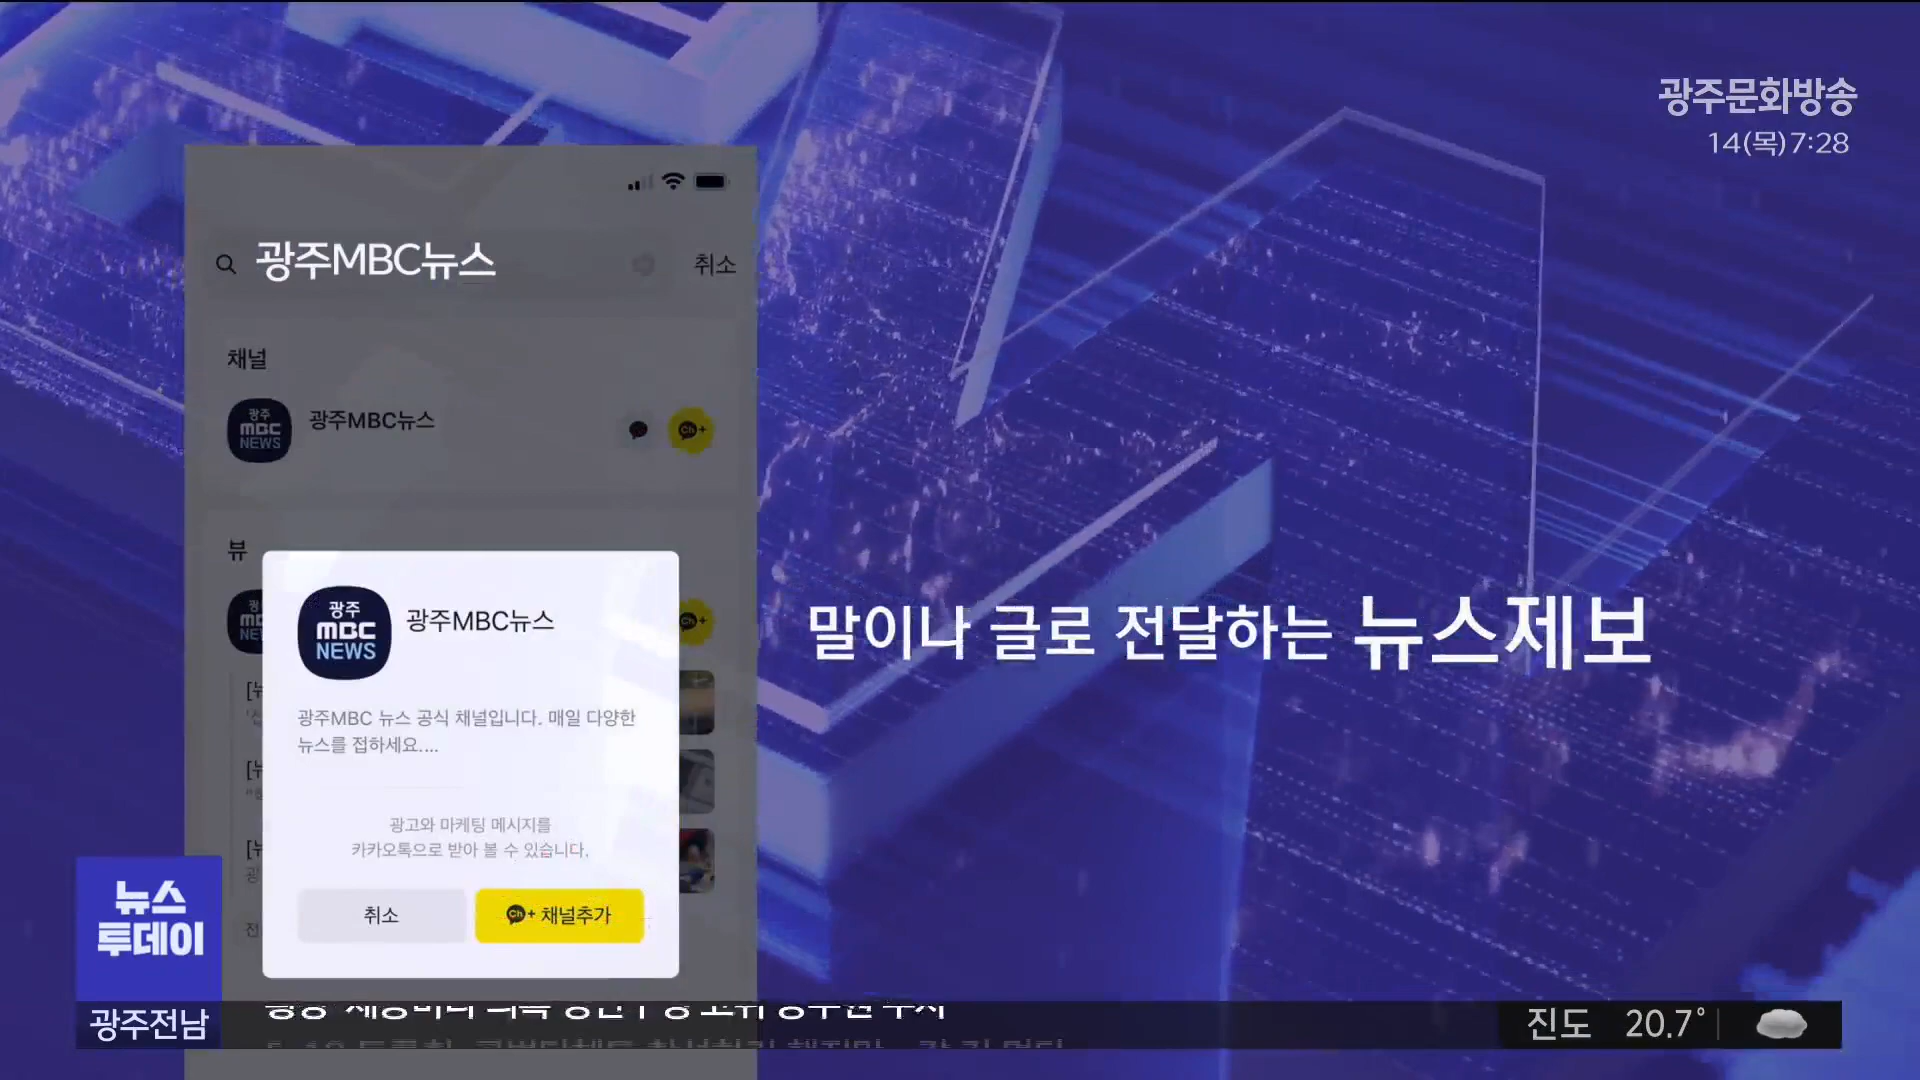 광주문화방송
14(목)7:28
광주MBC뉴스
취소
채널
광주
mbc
NEWS
광주MBC뉴스
Ch+
뷰
광주
mbc
NEWS
광주MBC뉴스
Ch+
말이나 글로 전달하는 뉴스제보
광주MBC 뉴스 공식 채널입니다. 매일 다양한
뉴스를 접하세요....
광고와 마케팅 메시지를
카카오톡으로 받아 볼 수 있습니다.
취소
Ch+ 채널추가
뉴스
투데이
광주전남
진도 20.7°